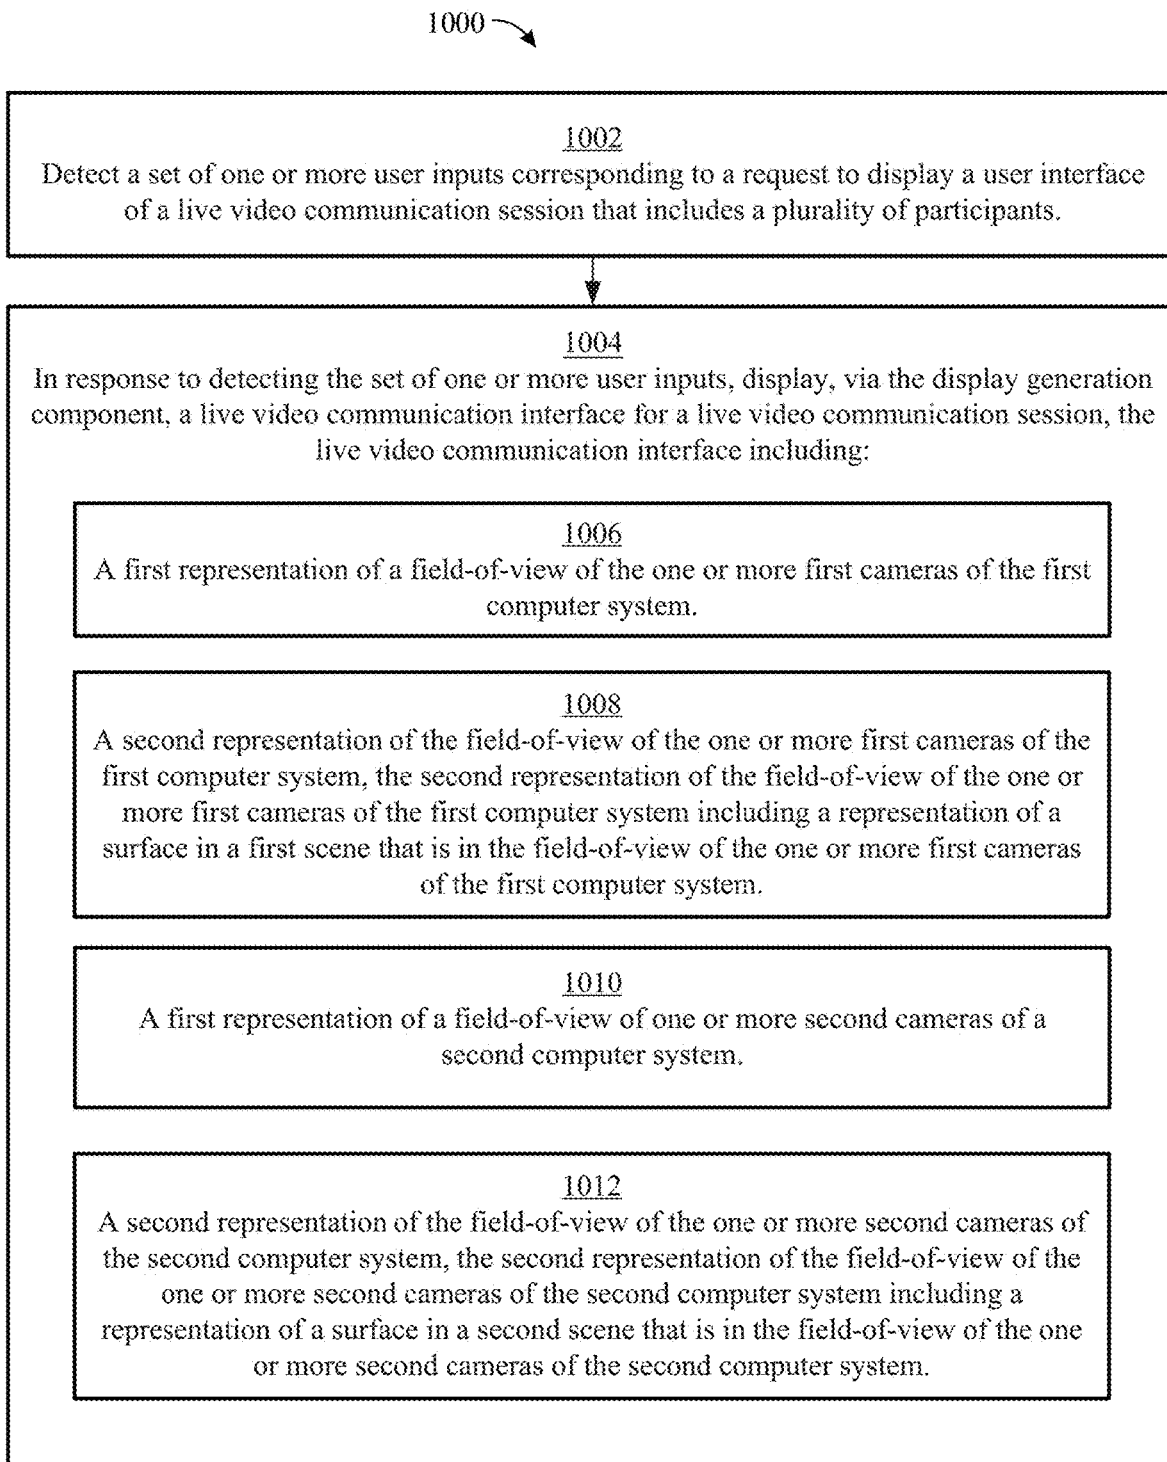 1000
1002
Detect a set of one or more user inputs corresponding to a request to display a user interface
of a live video communication session that includes a plurality of participants.
1004
In response to detecting the set of one or more user inputs, display, via the display generation
component, a live video communication interface for a live video communication session, the
live video communication interface including:
1006
A first representation of a field-of-view of the one or more first cameras of the first
computer system.
1008
A second representation of the field-of-view of the one or more first cameras of the
first computer system, the second representation of the field-of-view of the one or
more first cameras of the first computer system including a representation of a
surface in a first scene that is in the field-of-view of the one or more first cameras
of the first computer system.
1010
A first representation of a field-of-view of one or more second cameras of a
second computer system.
1012
A second representation of the field-of-view of the one or more second cameras of
the second computer system, the second representation of the field-of-view of the
one or more second cameras of the second computer system including a
representation of a surface in a second scene that is in the field-of-view of the one
or more second cameras of the second computer system.